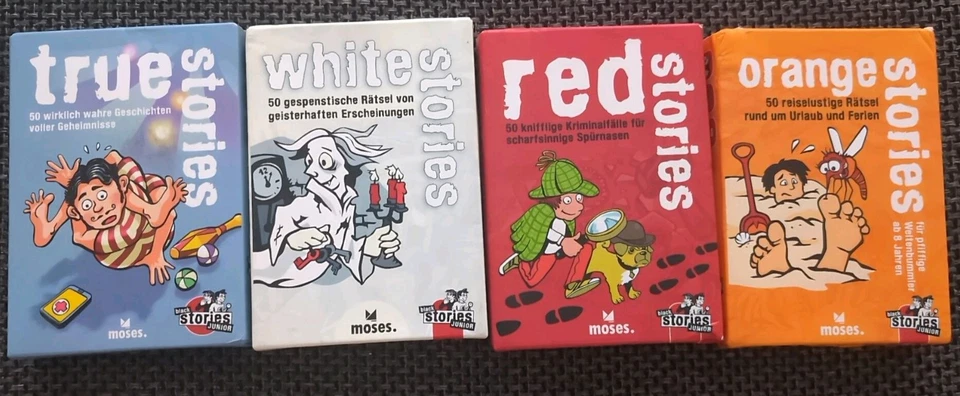 true
stories
50 wirklich wahre Geschichten
voller Geheimnisse
moses.
black
stories
JUNIOR
white
stories
50 gespenstische Rätsel von
geisterhaften Erscheinungen
moses.
black
stories
JUNIOR
red
stories
50 knifflige Kriminalfälle für
scharfsinnige Spürnasen
moses.
black
stories
JUNIOR
orange
stories
50 reiselustige Rätsel
rund um Urlaub und Ferien
für pfiffige
Weltenbummler
ab 8 Jahren
moses.
black
stories
JUNIOR